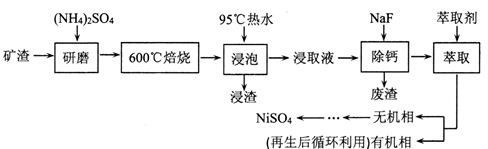 (NH4)2SO4
95℃热水
NaF
萃取剂
矿渣
研磨
600℃焙烧
浸泡
浸取液
除钙
萃取
浸渣
废渣
NiSO4
···
无机相
(再生后循环利用)有机相